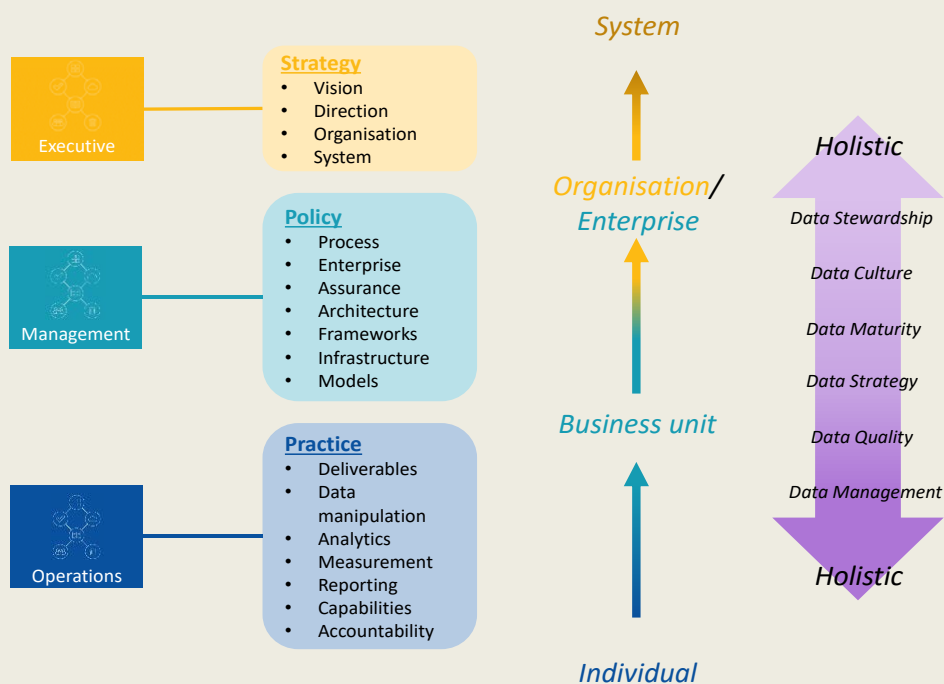 Executive
Strategy
• Vision
• Direction
• Organisation
• System
Management
Policy
• Process
• Enterprise
• Assurance
• Architecture
• Frameworks
• Infrastructure
• Models
Operations
Practice
• Deliverables
• Data
manipulation
• Analytics
• Measurement
• Reporting
• Capabilities
• Accountability
System
Organisation/
Enterprise
Business unit
Individual
Holistic
Data Stewardship
Data Culture
Data Maturity
Data Strategy
Data Quality
Data Management
Holistic